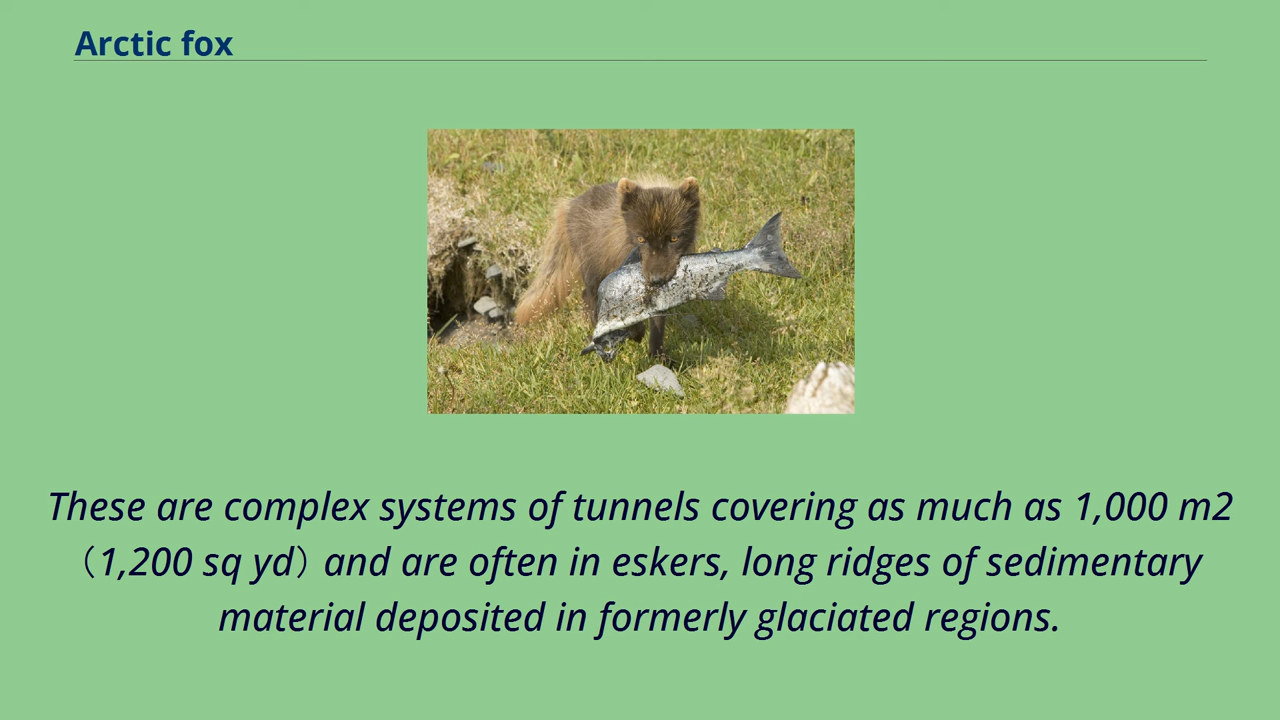 Arctic fox
These are complex systems of tunnels covering as much as 1,000 m2
（1,200 sq yd）and are often in eskers, long ridges of sedimentary
material deposited in formerly glaciated regions.